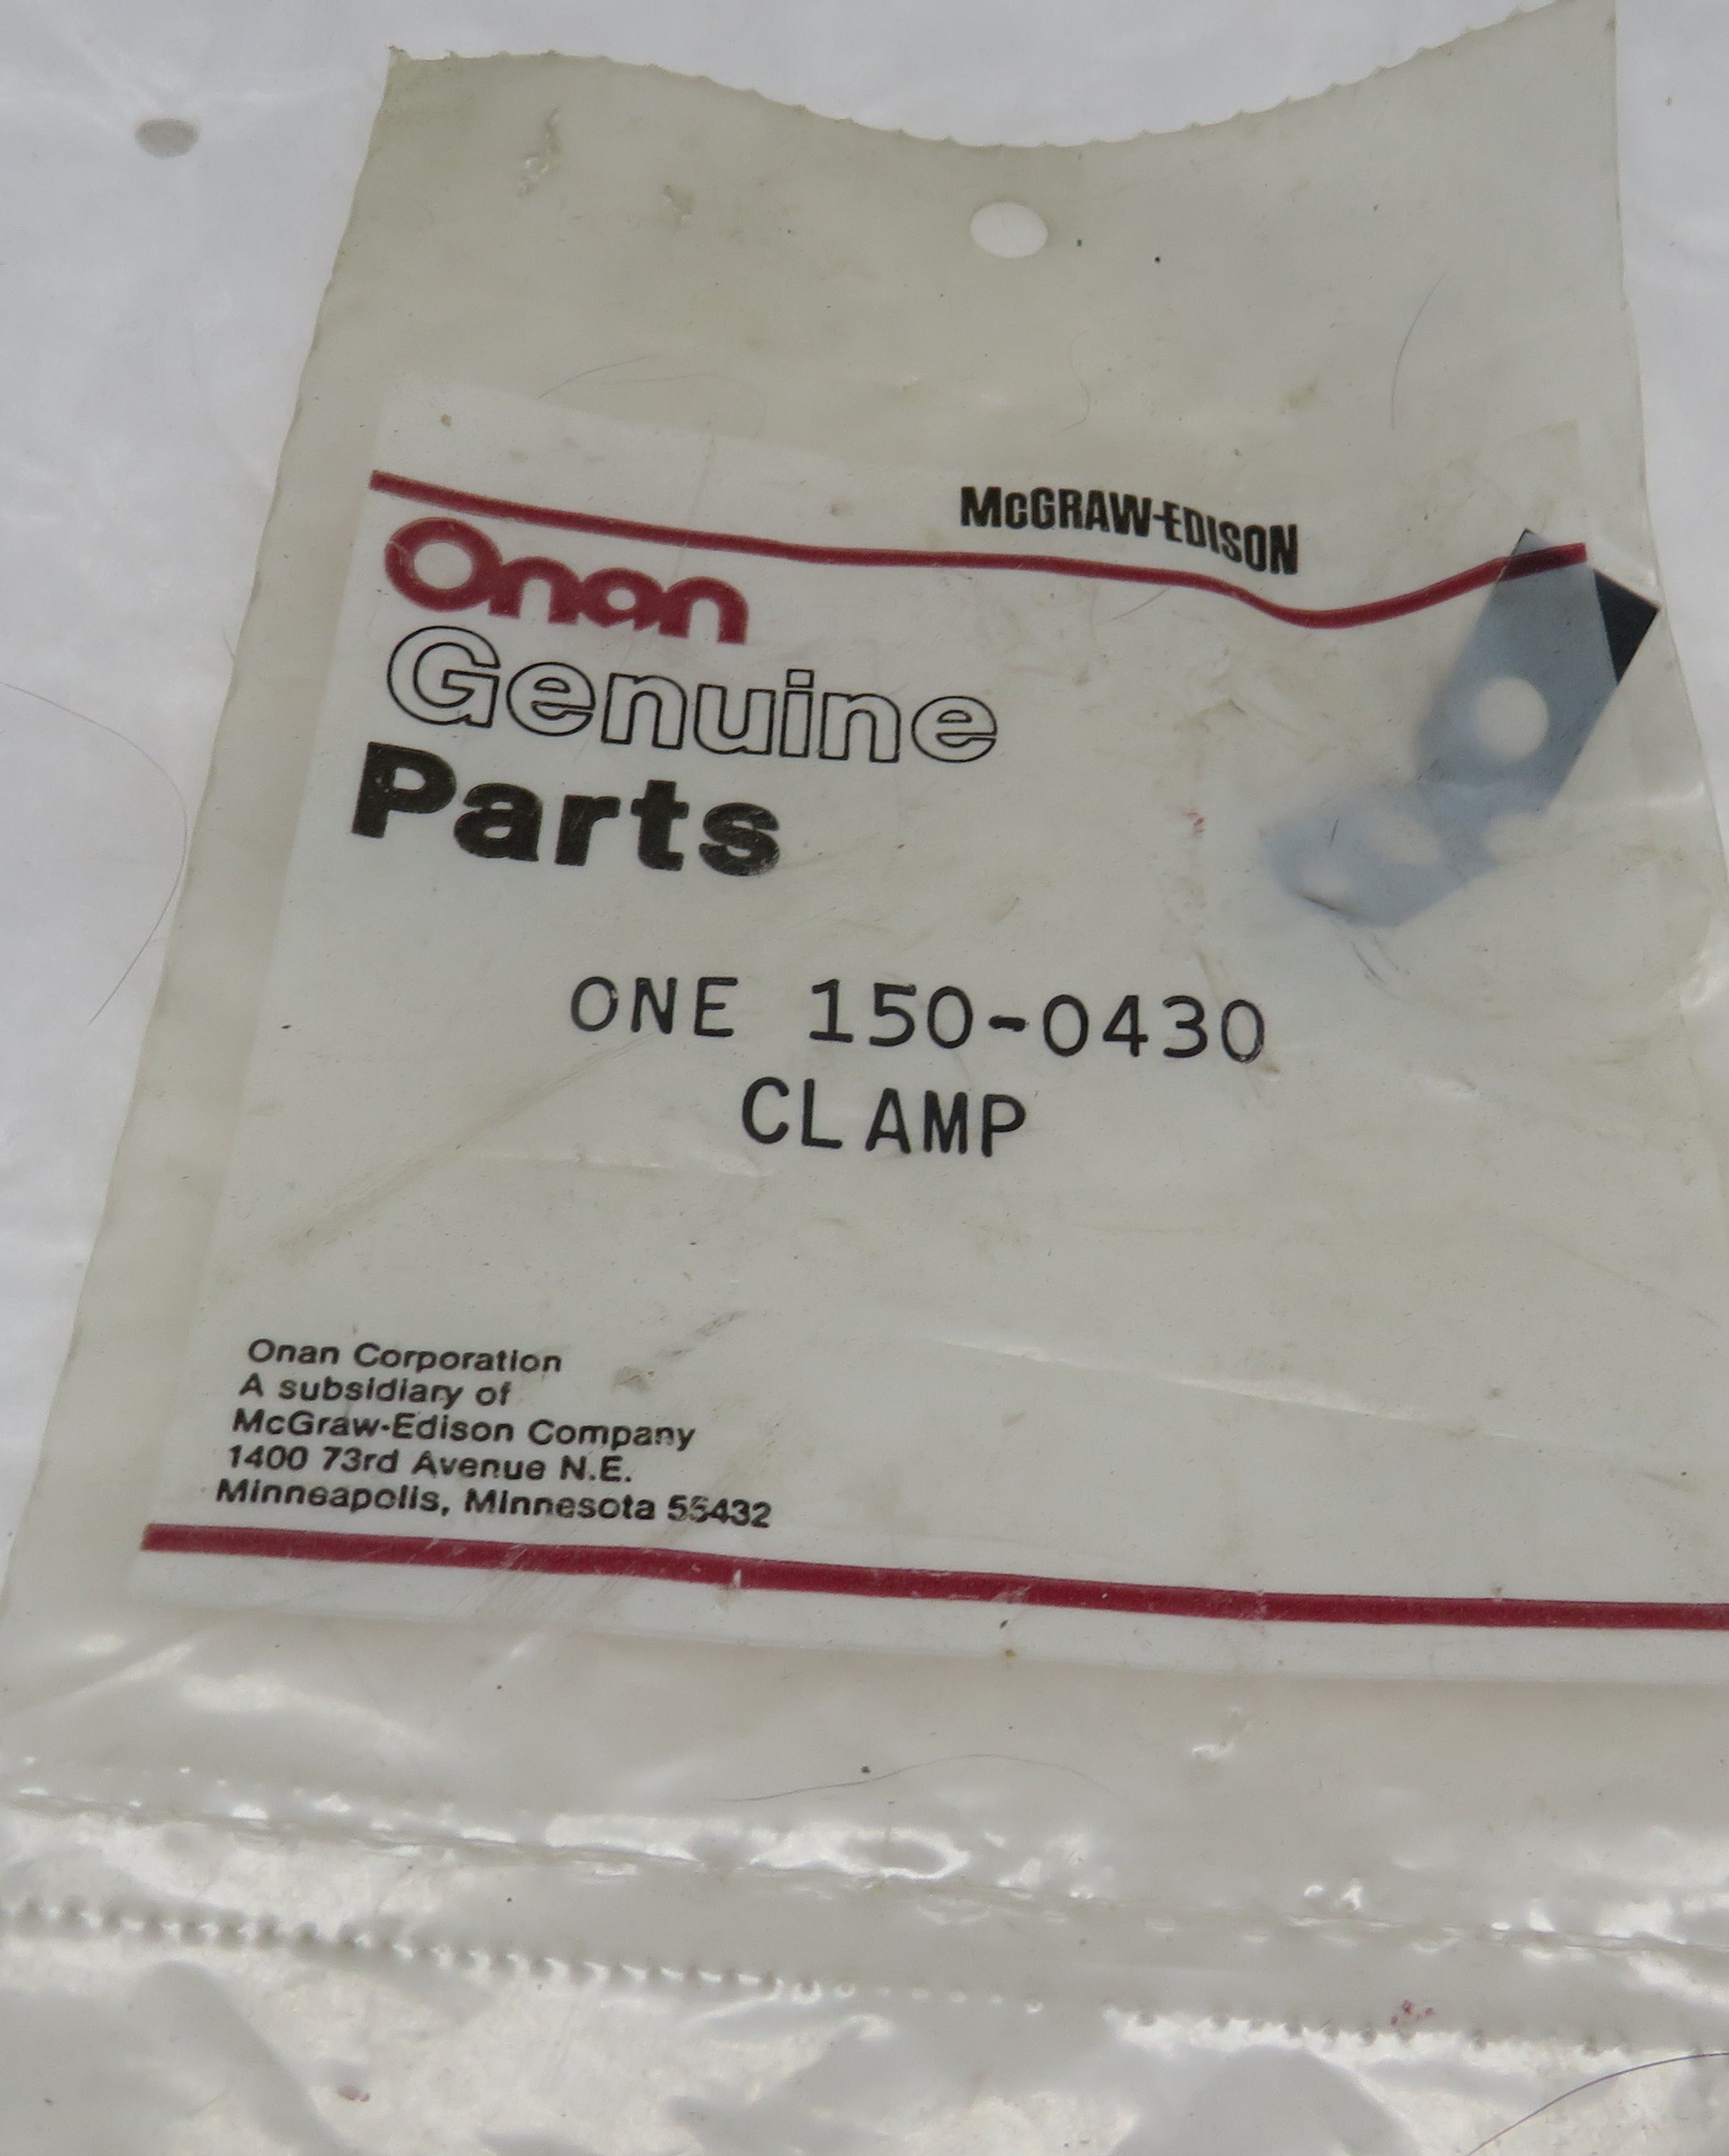 McGRAW-EDISON
Onan
Genuine
Parts
ONE 150-0430
CLAMP
Onan Corporation
A subsidiary of
McGraw-Edison Company
1400 73rd Avenue N.E.
Minneapolis, Minnesota 55432